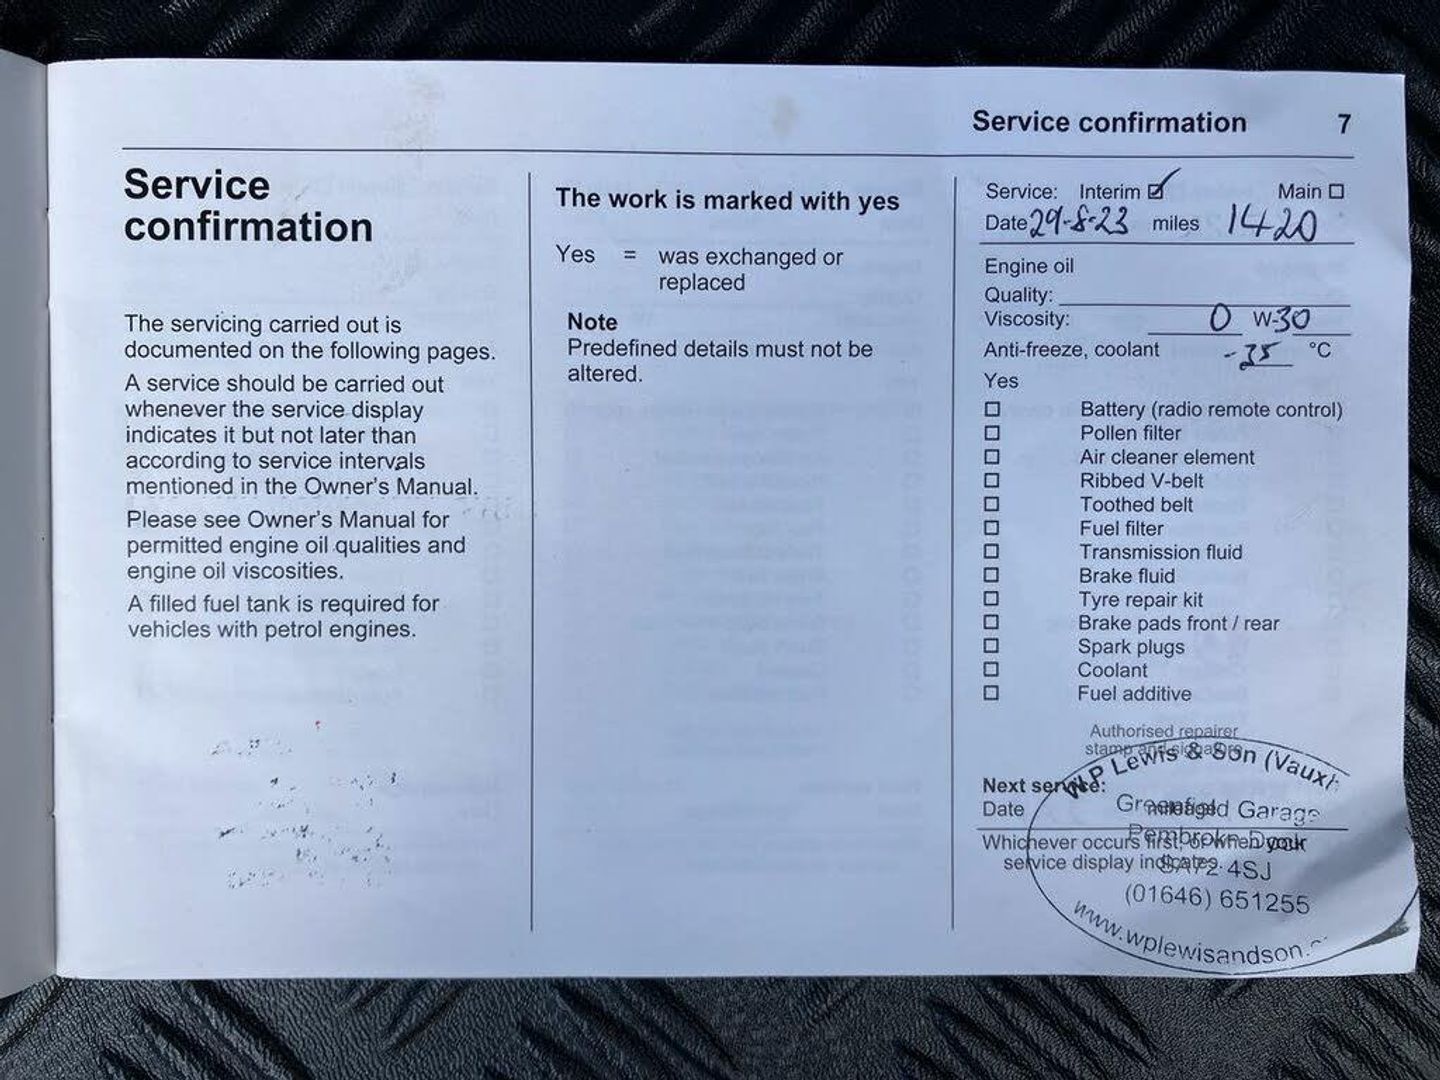 Service confirmation 7
Service
confirmation
The servicing carried out is
documented on the following pages.
A service should be carried out
whenever the service display
indicates it but not later than
according to service intervals
mentioned in the Owner's Manual.
Please see Owner's Manual for
permitted engine oil qualities and
engine oil viscosities.
A filled fuel tank is required for
vehicles with petrol engines.
The work is marked with yes
Yes = was exchanged or
replaced
Note
Predefined details must not be
altered.
Service: Interim ☑ Main ☐
Date 29-8-23 miles 1420
Engine oil
Quality:
Viscosity: 0 W-30
Anti-freeze, coolant -35 °C
Yes
☐ Battery (radio remote control)
☐ Pollen filter
☐ Air cleaner element
☐ Ribbed V-belt
☐ Toothed belt
☐ Fuel filter
☐ Transmission fluid
☐ Brake fluid
☐ Tyre repair kit
☐ Brake pads front / rear
☐ Spark plugs
☐ Coolant
☐ Fuel additive
Authorised repairer
stamp and signature
Next service:
Date
Whichever occurs first, or when your
service display indicates.
W P Lewis & Son (Vauxh
Greenfield Garage
Pembroke Dock
SA72 4SJ
(01646) 651255
www.wplewisandson.c